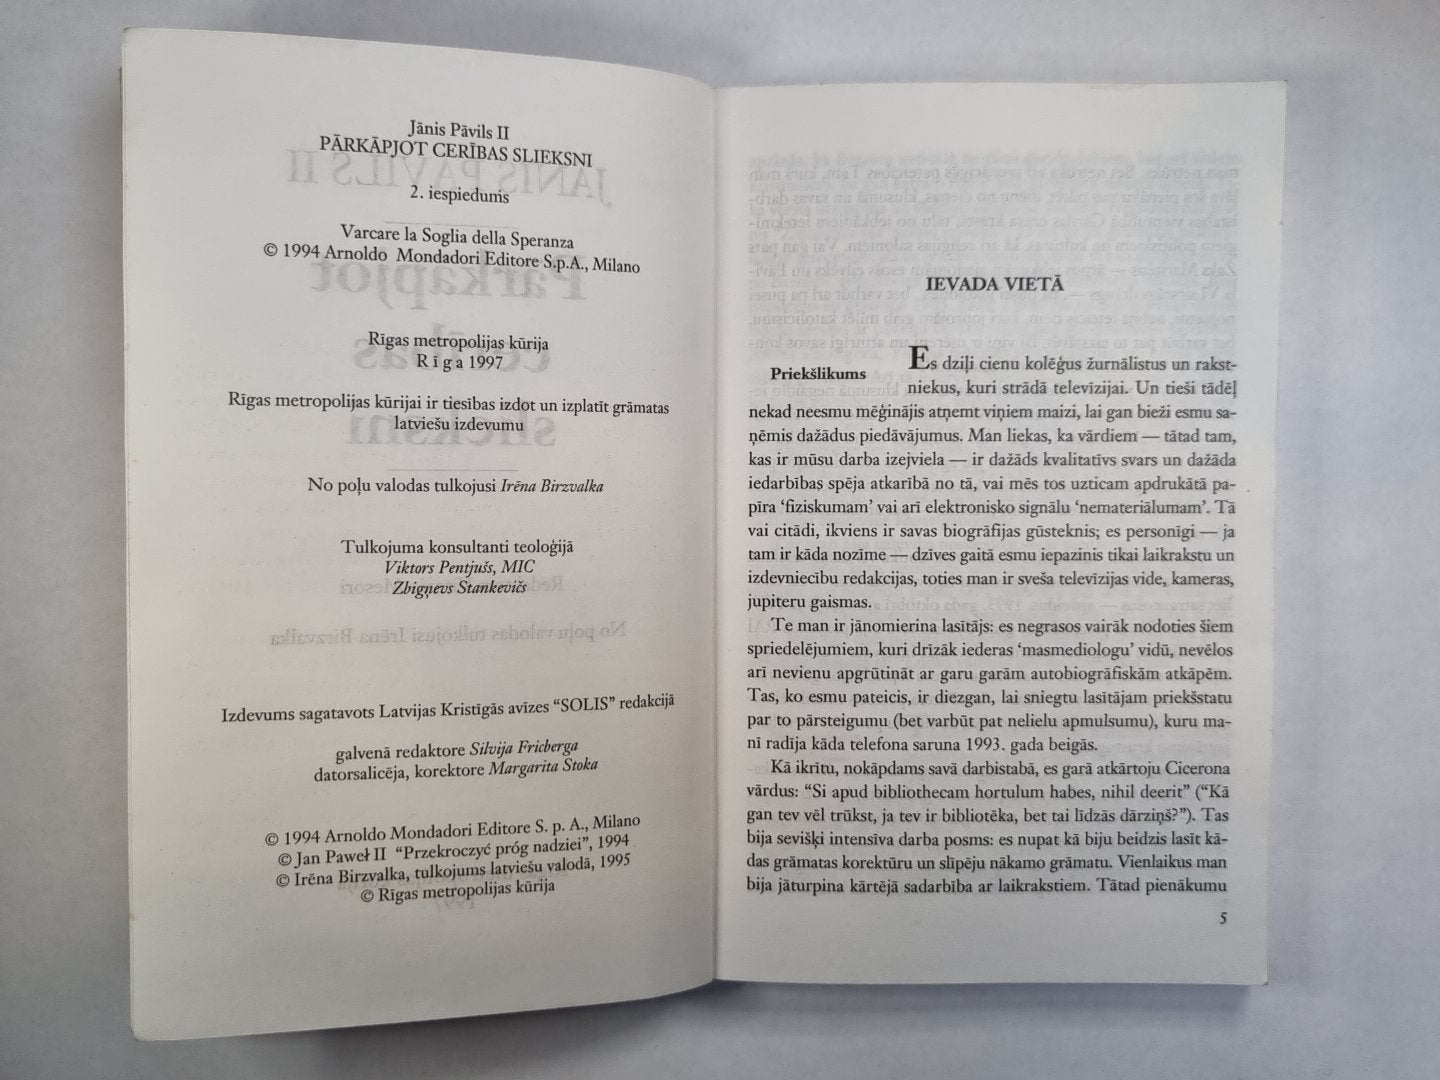 Jānis Pāvils II
PĀRKĀPJOT CERĪBAS SLIEKSNI
2. iespiedums
Varcare la Soglia della Speranza
© 1994 Arnoldo Mondadori Editore S.p.A., Milano
Rīgas metropolijas kūrija
Rīga 1997
Rīgas metropolijas kūrijai ir tiesības izdot un izplatīt grāmatas
latviešu izdevumu
No poļu valodas tulkojusi Irēna Birzvalka
Tulkojuma konsultanti teoloģijā
Viktors Pentjušs, MIC
Zbigņevs Stankevičs
Izdevums sagatavots Latvijas Kristīgās avīzes “SOLIS” redakcijā
galvenā redaktore Silvija Fricberga
datorsalicēja, korektore Margarita Stoka
© 1994 Arnoldo Mondadori Editore S. p. A., Milano
© Jan Paweł II “Przekroczyć próg nadziei”, 1994
© Irēna Birzvalka, tulkojums latviešu valodā, 1995
© Rīgas metropolijas kūrija
IEVADA VIETĀ
Priekšlikums
Es dziļi cienu kolēģus žurnālistus un rakst-
niekus, kuri strādā televīzijai. Un tieši tādēļ
nekad neesmu mēģinājis atņemt viņiem maizi, lai gan bieži esmu sa-
ņēmis dažādus piedāvājumus. Man liekas, ka vārdiem — tātad tam,
kas ir mūsu darba izejviela — ir dažāds kvalitatīvs svars un dažāda
iedarbības spēja atkarībā no tā, vai mēs tos uzticam apdrukātā pa-
pīra ‘fiziskumam’ vai arī elektronisko signālu ‘nemateriālumam’. Tā
vai citādi, ikviens ir savas biogrāfijas gūsteknis; es personīgi — ja
tam ir kāda nozīme — dzīves gaitā esmu iepazinis tikai laikrakstu un
izdevniecību redakcijas, toties man ir sveša televīzijas vide, kameras,
jupiteru gaismas.
Te man ir jānomierina lasītājs: es negrasos vairāk nodoties šiem
spriedelējumiem, kuri drīzāk iederas ‘masmediologu’ vidū, nevēlos
arī nevienu apgrūtināt ar garu garām autobiogrāfiskām atkāpēm.
Tas, ko esmu pateicis, ir diezgan, lai sniegtu lasītājam priekšstatu
par to pārsteigumu (bet varbūt pat nelielu apmulsumu), kuru ma-
nī radīja kāda telefona saruna 1993. gada beigās.
Kā ikrītu, nokāpdams savā darbistabā, es garā atkārtoju Cicerona
vārdus: “Si apud bibliothecam hortulum habes, nihil deerit” (“Kā
gan tev vēl trūkst, ja tev ir bibliotēka, bet tai līdzās dārziņš?”). Tas
bija sevišķi intensīva darba posms: es nupat kā biju beidzis lasīt kā-
das grāmatas korektūru un slīpēju nākamo grāmatu. Vienlaikus man
bija jāturpina kārtējā sadarbība ar laikrakstiem. Tātad pienākumu
5